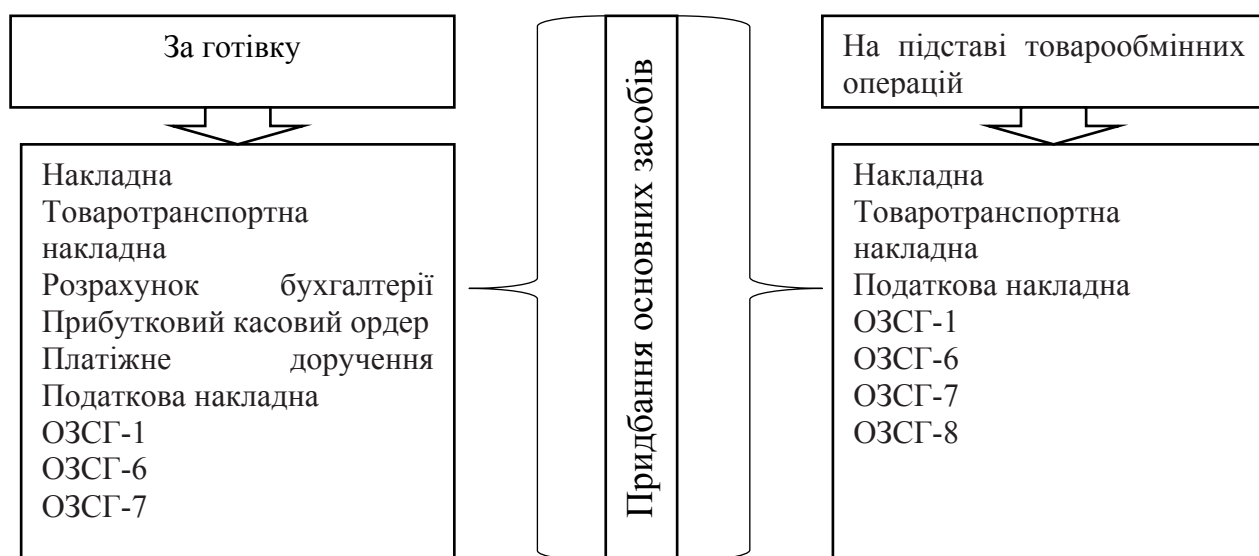 За готівку
Накладна
Товаротранспортна
накладна
Розрахунок бухгалтерії
Прибутковий касовий ордер
Платіжне доручення
Податкова накладна
ОЗСГ-1
ОЗСГ-6
ОЗСГ-7
Придбання основних засобів
На підставі товарообмінних
операцій
Накладна
Товаротранспортна
накладна
Податкова накладна
ОЗСГ-1
ОЗСГ-6
ОЗСГ-7
ОЗСГ-8